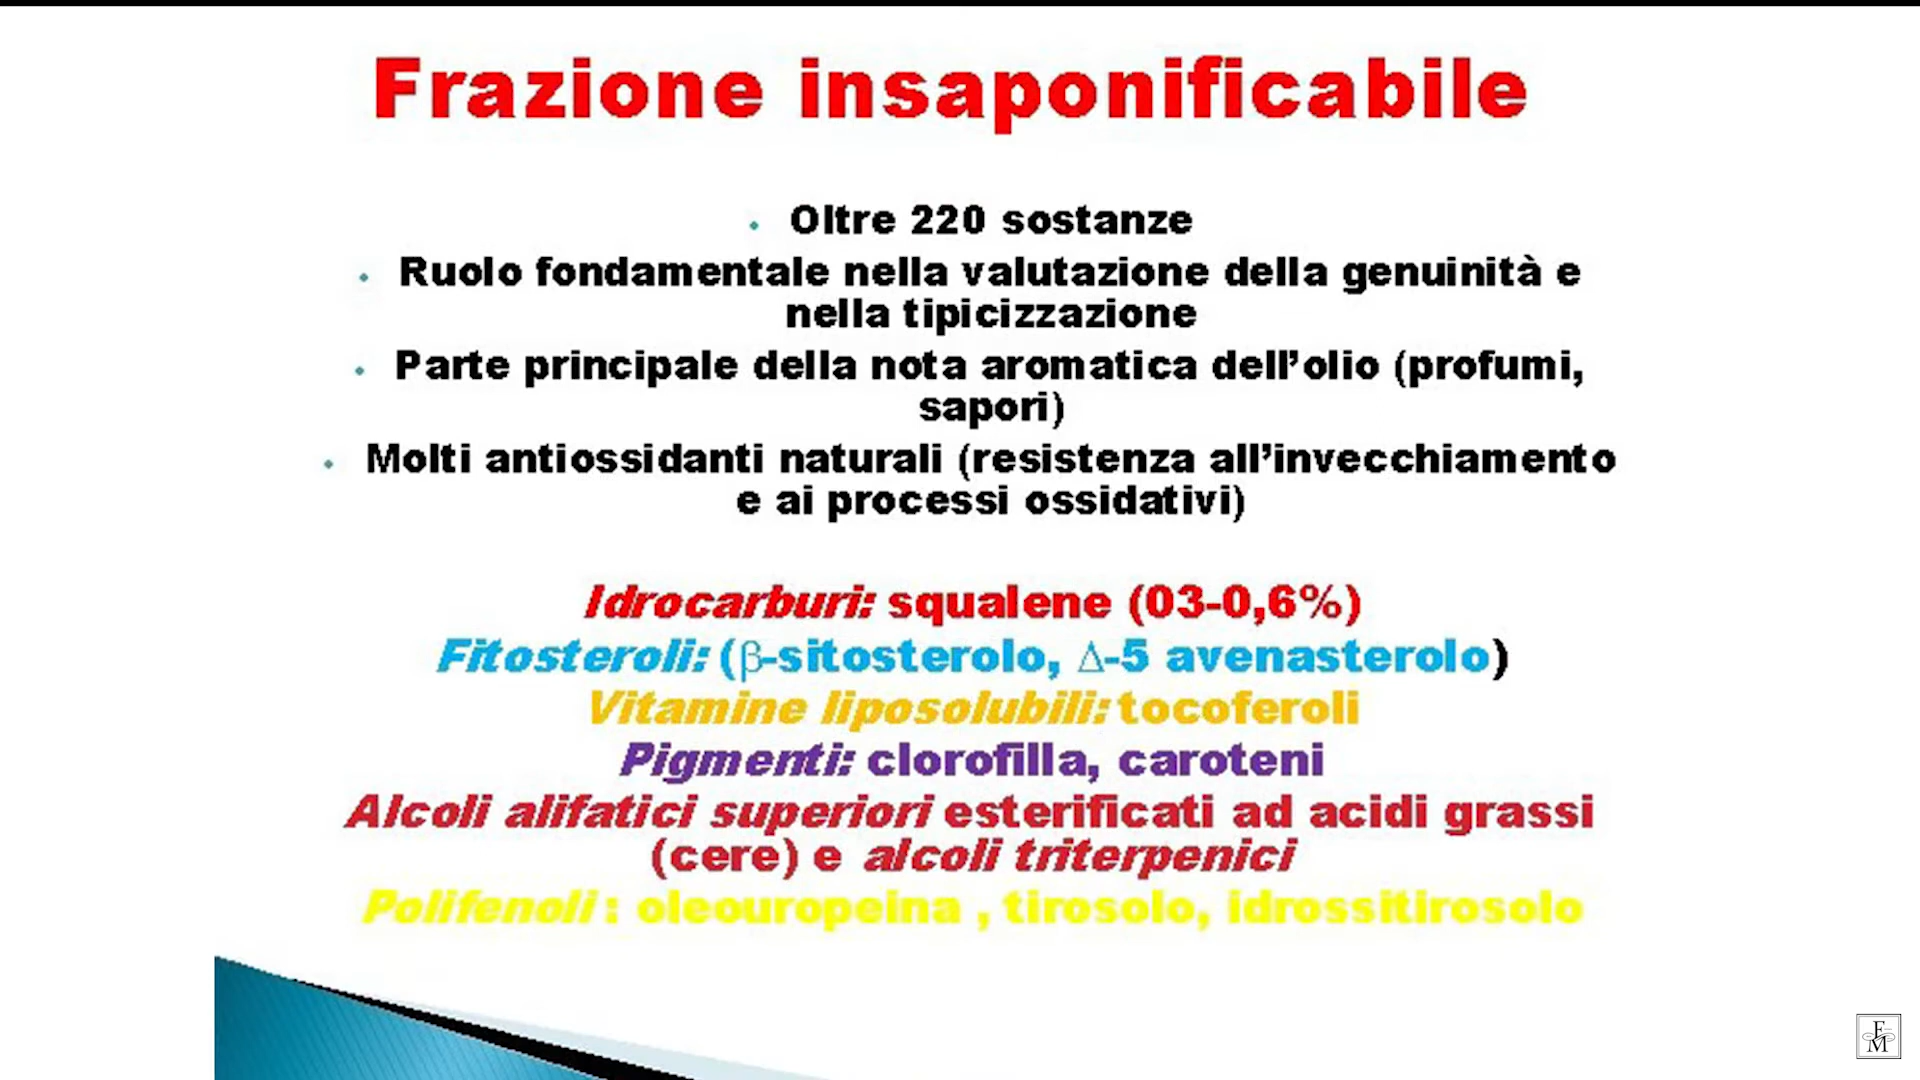 Frazione insaponificabile
• Oltre 220 sostanze
• Ruolo fondamentale nella valutazione della genuinità e
nella tipicizzazione
• Parte principale della nota aromatica dell’olio (profumi,
sapori)
• Molti antiossidanti naturali (resistenza all’invecchiamento
e ai processi ossidativi)
Idrocarburi: squalene (03-0,6%)
Fitosteroli: (β-sitosterolo, Δ-5 avenasterolo)
Vitamine liposolubili: tocoferoli
Pigmenti: clorofilla, caroteni
Alcoli alifatici superiori esterificati ad acidi grassi
(cere) e alcoli triterpenici
Polifenoli : oleouropeina , tirosolo, idrossitirosolo
F
M